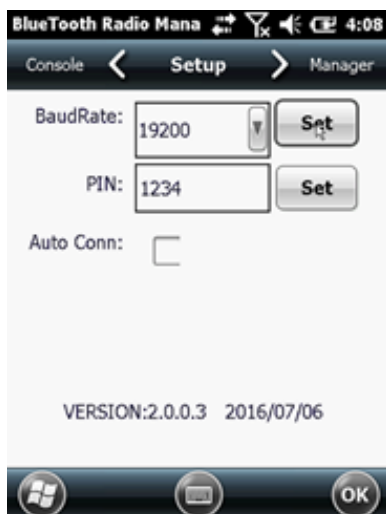 BlueTooth Radio Mana 4:08
Console Setup Manager
BaudRate: 19200 Set
PIN: 1234 Set
Auto Conn:
VERSION:2.0.0.3 2016/07/06
OK